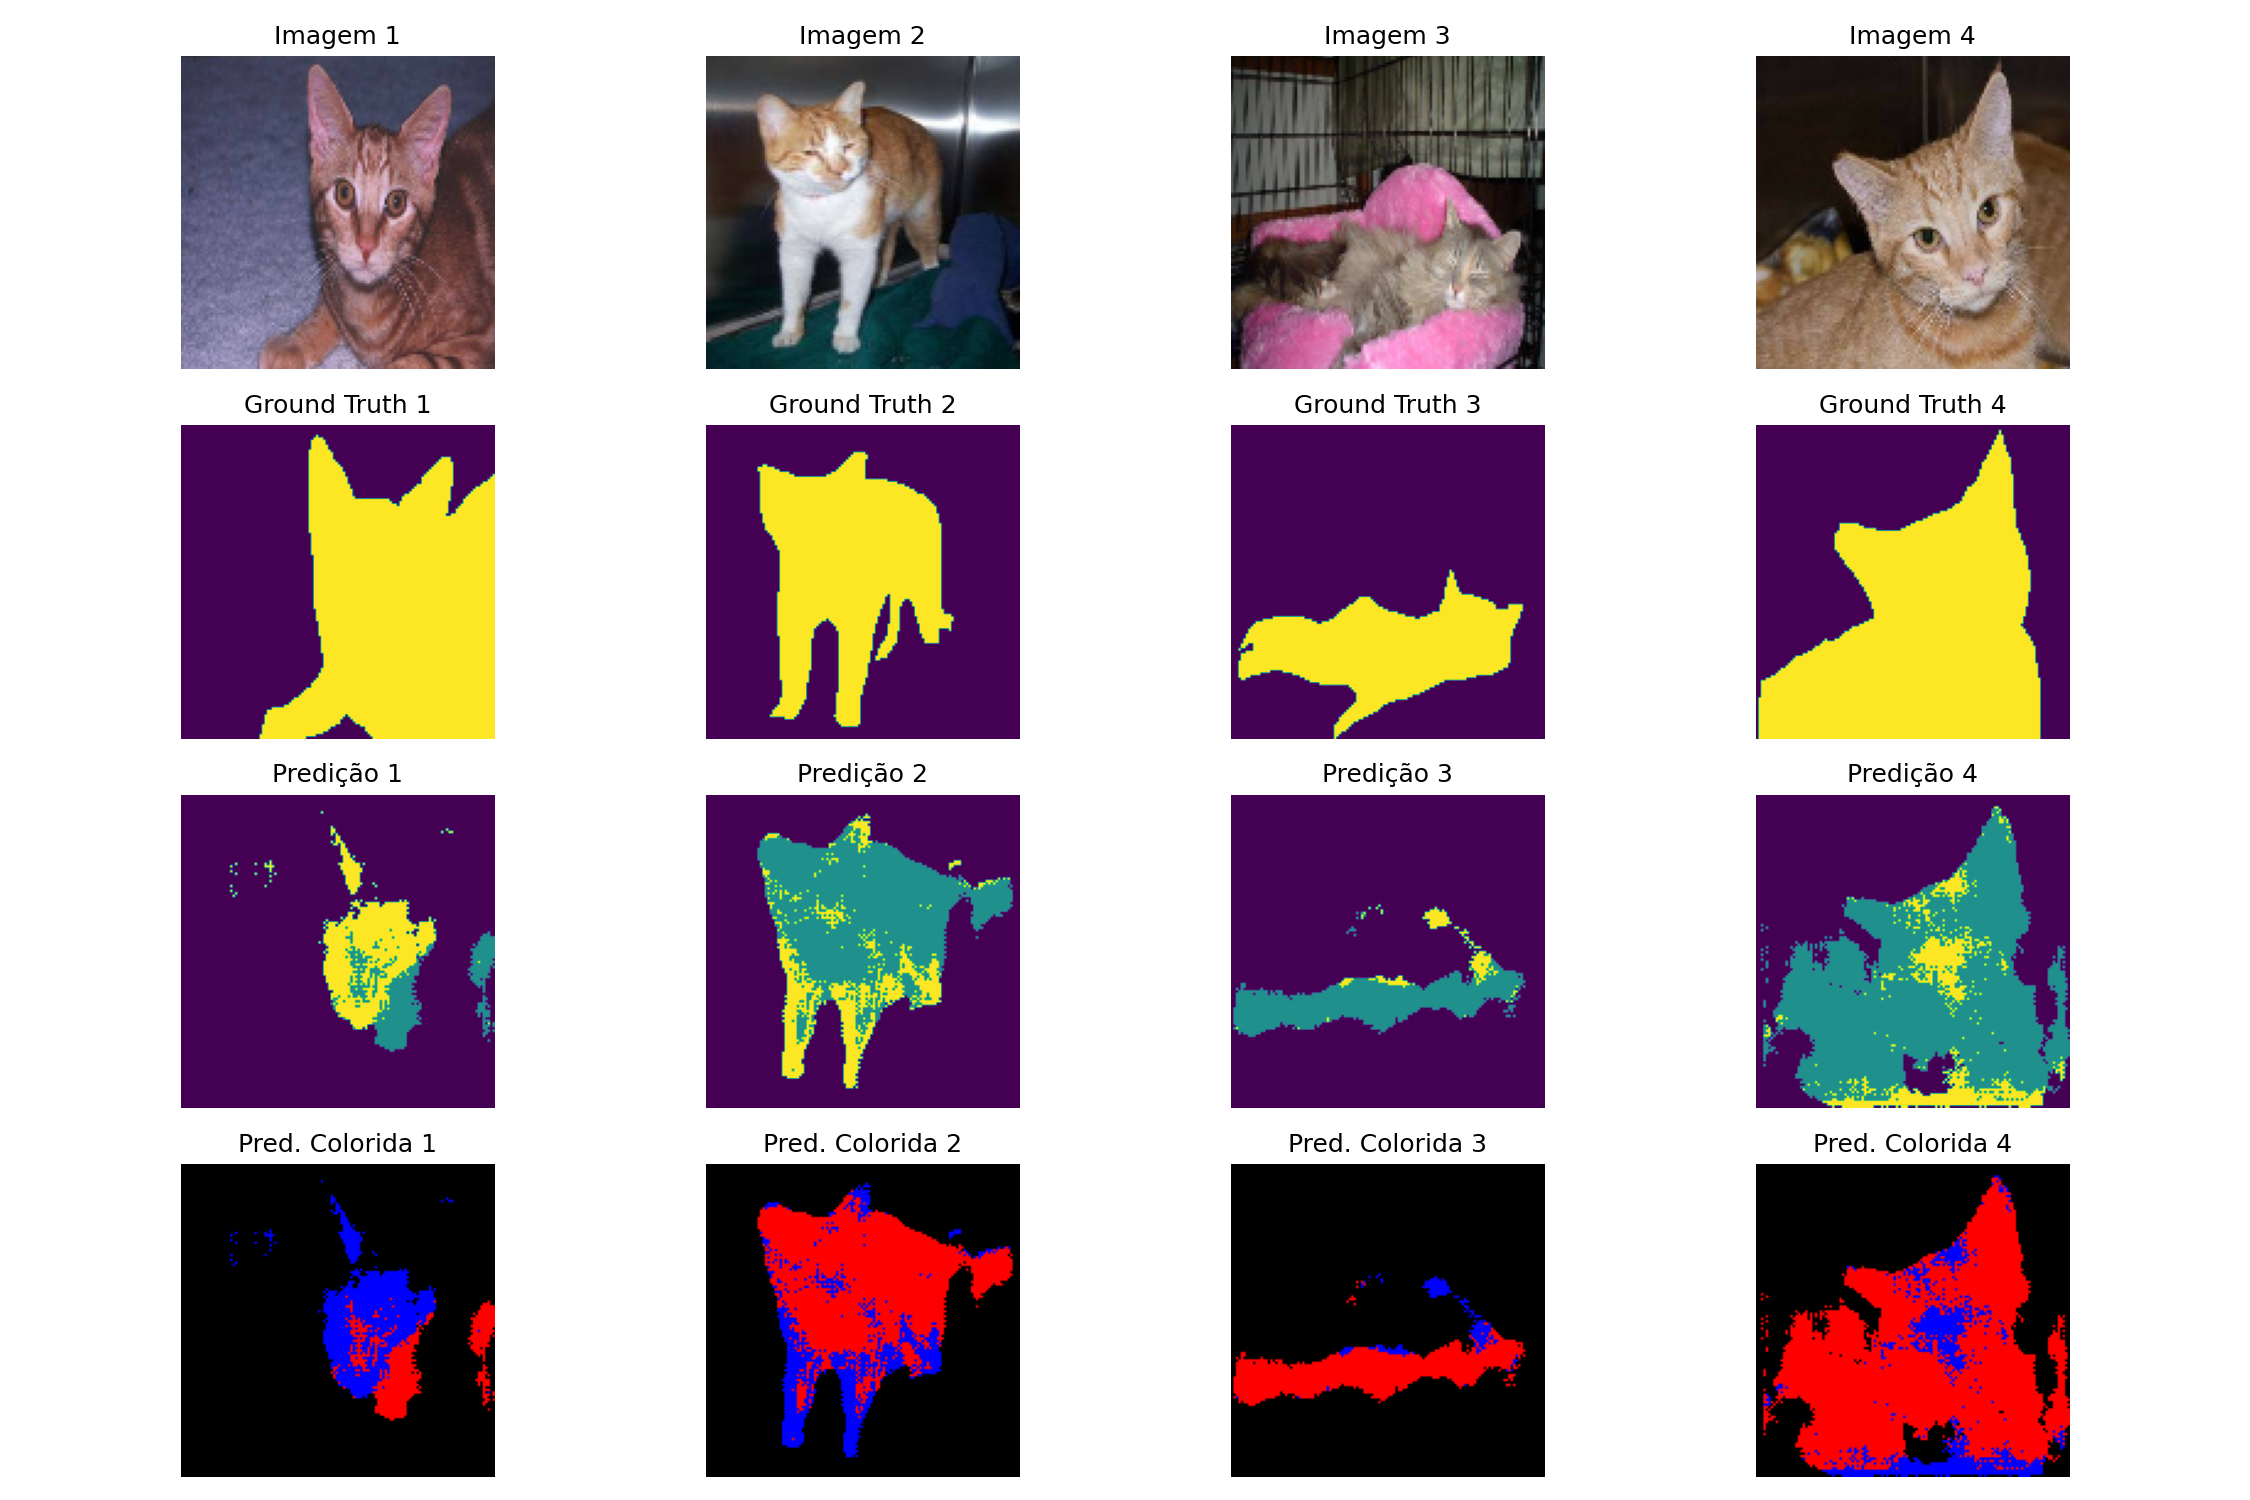 Imagem 1
Imagem 2
Imagem 3
Imagem 4
Ground Truth 1
Ground Truth 2
Ground Truth 3
Ground Truth 4
Predição 1
Predição 2
Predição 3
Predição 4
Pred. Colorida 1
Pred. Colorida 2
Pred. Colorida 3
Pred. Colorida 4